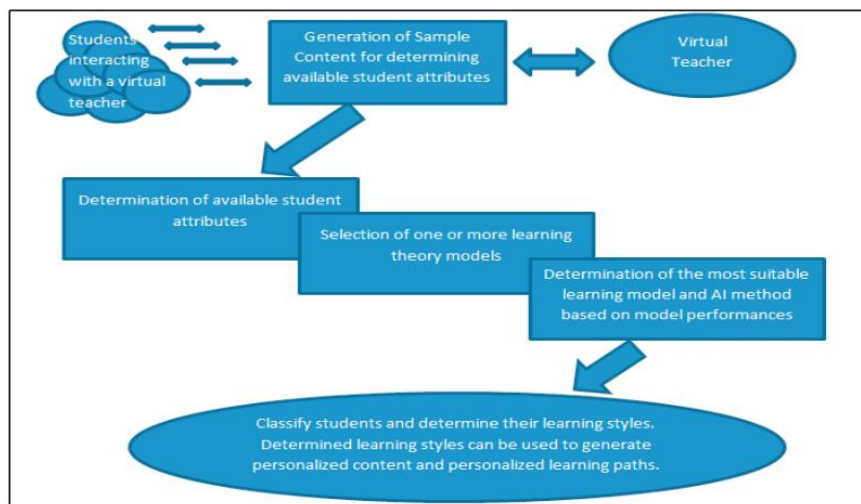 Students
interacting
with a virtual
teacher
Generation of Sample
Content for determining
available student attributes
Virtual
Teacher
Determination of available student
attributes
Selection of one or more learning
theory models
Determination of the most suitable
learning model and AI method
based on model performances
Classify students and determine their learning styles.
Determined learning styles can be used to generate
personalized content and personalized learning paths.